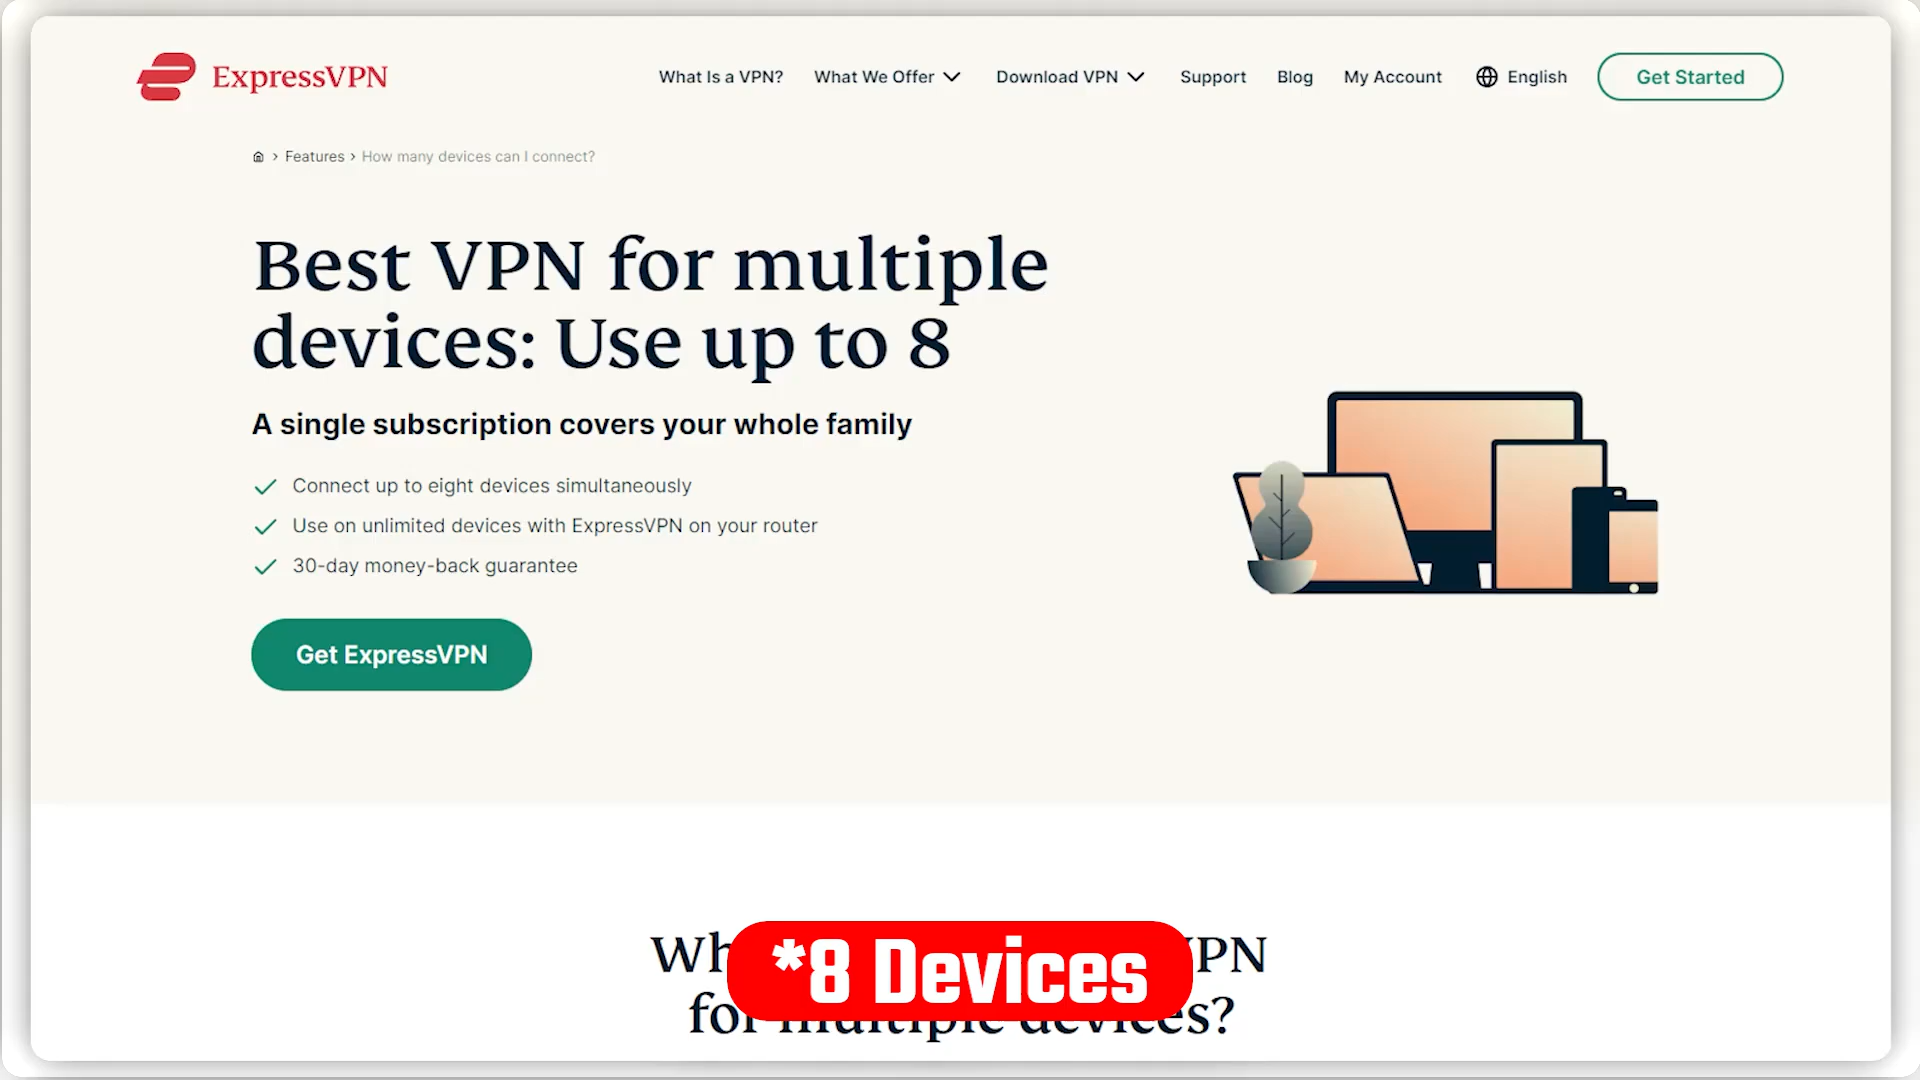 ExpressVPN
What Is a VPN?
What We Offer
Download VPN
Support
Blog
My Account
English
Get Started
Features > How many devices can I connect?
Best VPN for multiple
devices: Use up to 8
A single subscription covers your whole family
Connect up to eight devices simultaneously
Use on unlimited devices with ExpressVPN on your router
30-day money-back guarantee
Get ExpressVPN
*8 Devices
for multiple devices?